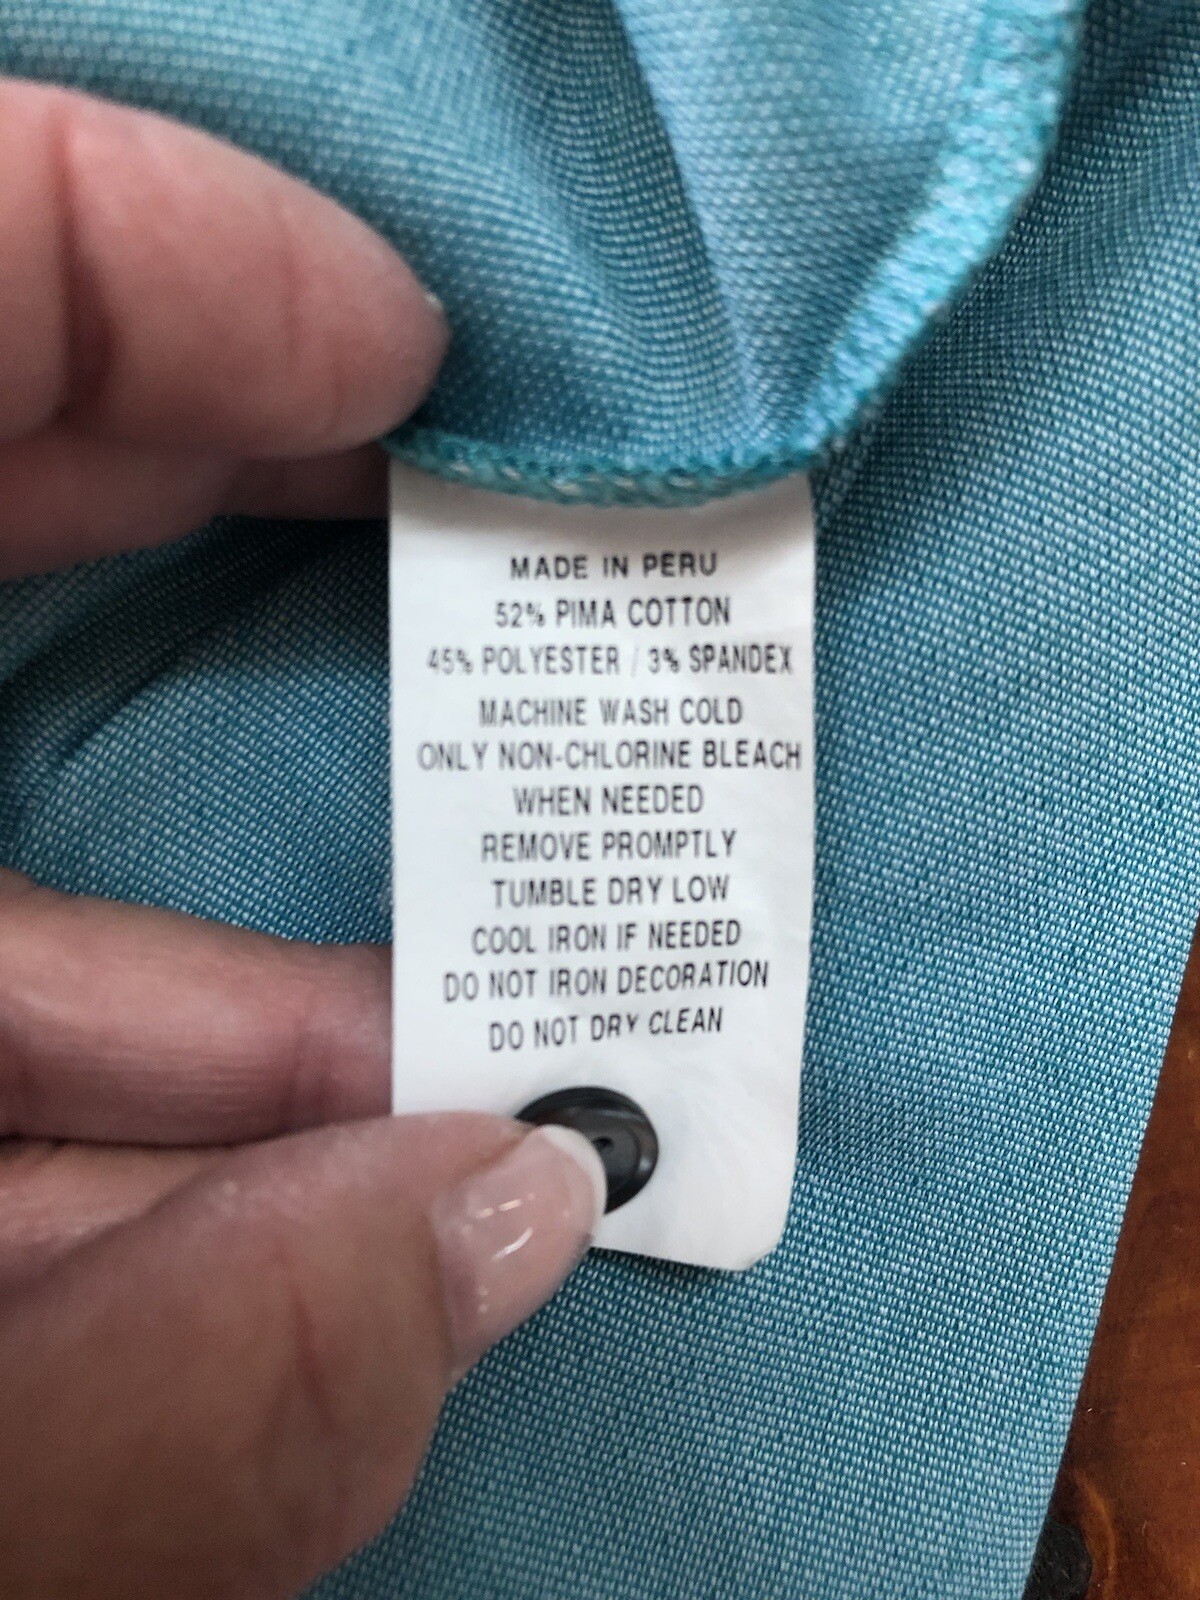 MADE IN PERU
52% PIMA COTTON
45% POLYESTER / 3% SPANDEX
MACHINE WASH COLD
ONLY NON-CHLORINE BLEACH
WHEN NEEDED
REMOVE PROMPTLY
TUMBLE DRY LOW
COOL IRON IF NEEDED
DO NOT IRON DECORATION
DO NOT DRY CLEAN